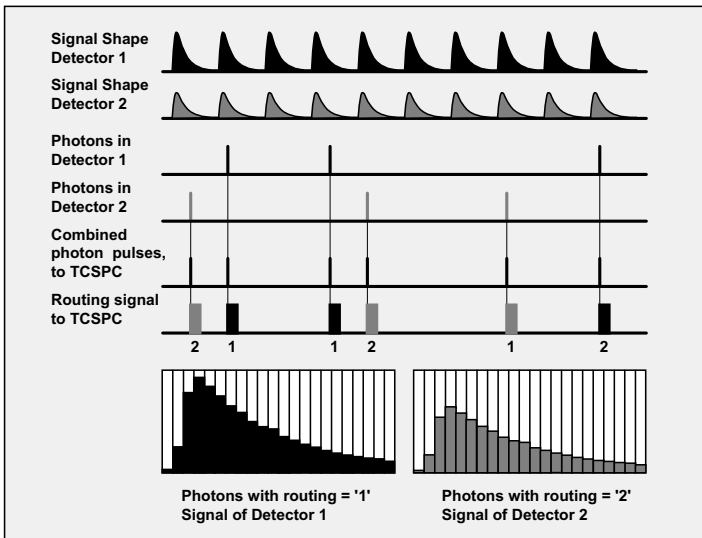 Signal Shape
Detector 1
Signal Shape
Detector 2
Photons in
Detector 1
Photons in
Detector 2
Combined
photon pulses,
to TCSPC
Routing signal
to TCSPC
2 1 1 2 1 2
Photons with routing = '1'
Signal of Detector 1
Photons with routing = '2'
Signal of Detector 2